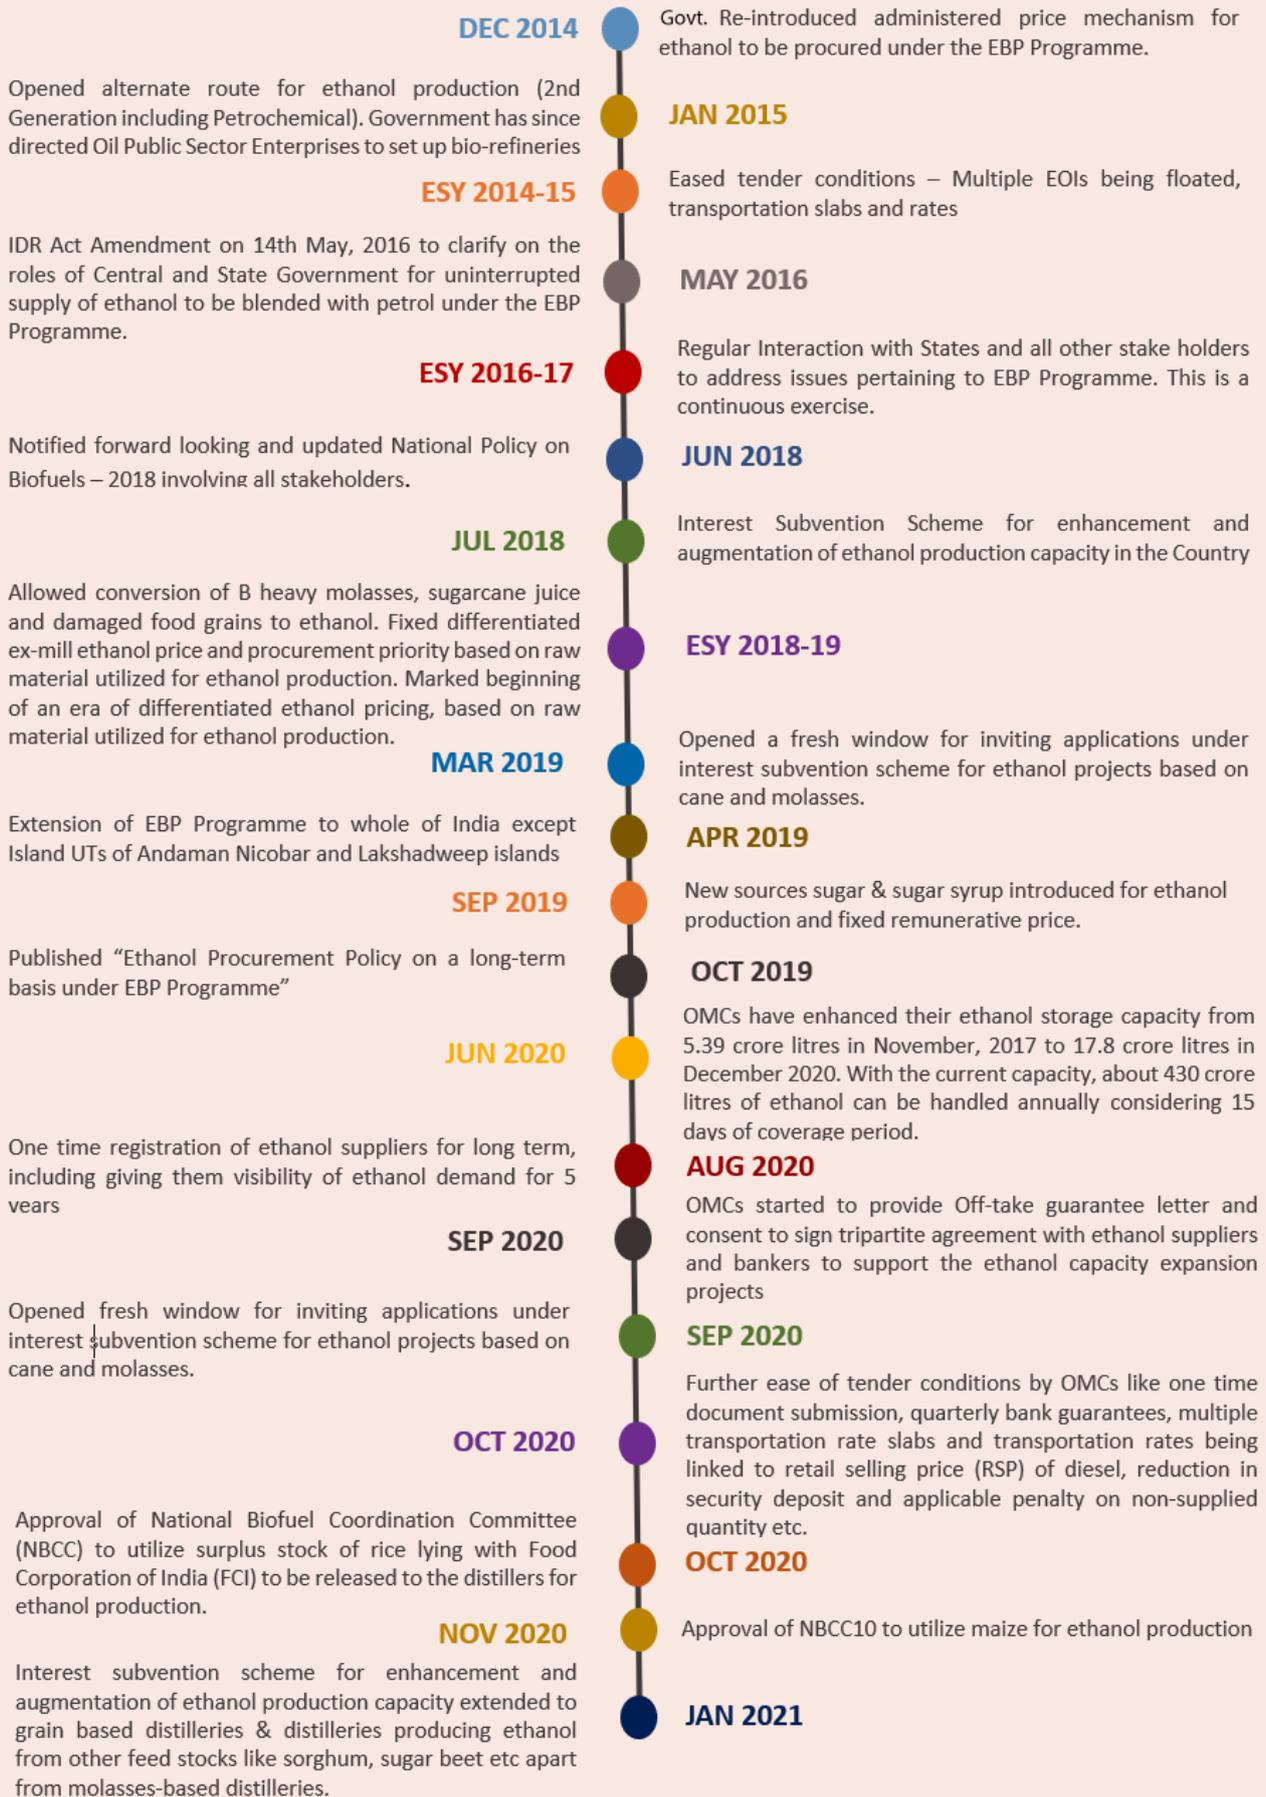 DEC 2014
Govt. Re-introduced administered price mechanism for
ethanol to be procured under the EBP Programme.
Opened alternate route for ethanol production (2nd
Generation including Petrochemical). Government has since
directed Oil Public Sector Enterprises to set up bio-refineries
JAN 2015
ESY 2014-15
Eased tender conditions – Multiple EOIs being floated,
transportation slabs and rates
IDR Act Amendment on 14th May, 2016 to clarify on the
roles of Central and State Government for uninterrupted
supply of ethanol to be blended with petrol under the EBP
Programme.
MAY 2016
ESY 2016-17
Regular Interaction with States and all other stake holders
to address issues pertaining to EBP Programme. This is a
continuous exercise.
Notified forward looking and updated National Policy on
Biofuels – 2018 involving all stakeholders.
JUN 2018
JUL 2018
Interest Subvention Scheme for enhancement and
augmentation of ethanol production capacity in the Country
Allowed conversion of B heavy molasses, sugarcane juice
and damaged food grains to ethanol. Fixed differentiated
ex-mill ethanol price and procurement priority based on raw
material utilized for ethanol production. Marked beginning
of an era of differentiated ethanol pricing, based on raw
material utilized for ethanol production.
ESY 2018-19
MAR 2019
Opened a fresh window for inviting applications under
interest subvention scheme for ethanol projects based on
cane and molasses.
Extension of EBP Programme to whole of India except
Island UTs of Andaman Nicobar and Lakshadweep islands
APR 2019
SEP 2019
New sources sugar & sugar syrup introduced for ethanol
production and fixed remunerative price.
Published “Ethanol Procurement Policy on a long-term
basis under EBP Programme”
OCT 2019
JUN 2020
OMCs have enhanced their ethanol storage capacity from
5.39 crore litres in November, 2017 to 17.8 crore litres in
December 2020. With the current capacity, about 430 crore
litres of ethanol can be handled annually considering 15
days of coverage period.
One time registration of ethanol suppliers for long term,
including giving them visibility of ethanol demand for 5
years
AUG 2020
SEP 2020
OMCs started to provide Off-take guarantee letter and
consent to sign tripartite agreement with ethanol suppliers
and bankers to support the ethanol capacity expansion
projects
Opened fresh window for inviting applications under
interest subvention scheme for ethanol projects based on
cane and molasses.
SEP 2020
OCT 2020
Further ease of tender conditions by OMCs like one time
document submission, quarterly bank guarantees, multiple
transportation rate slabs and transportation rates being
linked to retail selling price (RSP) of diesel, reduction in
security deposit and applicable penalty on non-supplied
quantity etc.
Approval of National Biofuel Coordination Committee
(NBCC) to utilize surplus stock of rice lying with Food
Corporation of India (FCI) to be released to the distillers for
ethanol production.
OCT 2020
NOV 2020
Approval of NBCC10 to utilize maize for ethanol production
Interest subvention scheme for enhancement and
augmentation of ethanol production capacity extended to
grain based distilleries & distilleries producing ethanol
from other feed stocks like sorghum, sugar beet etc apart
from molasses-based distilleries.
JAN 2021